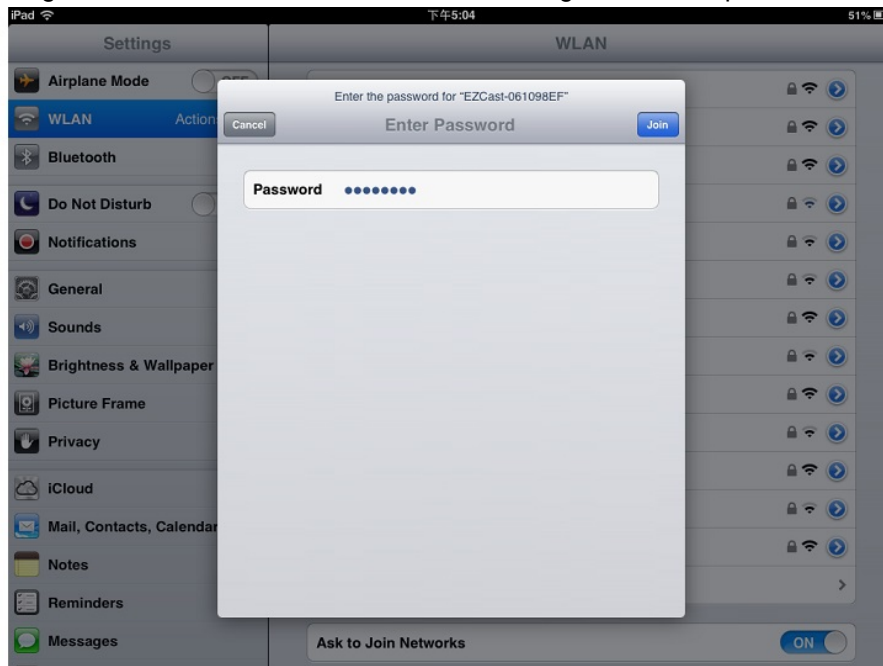 iPad
下午5:04
51%
Settings
WLAN
Airplane Mode
OFF
Enter the password for “EZCast-061098EF”
Cancel
Enter Password
Join
WLAN
Action
Bluetooth
Password
Do Not Disturb
Notifications
General
Sounds
Brightness & Wallpaper
Picture Frame
Privacy
iCloud
Mail, Contacts, Calendar
Notes
Reminders
Messages
Ask to Join Networks
ON